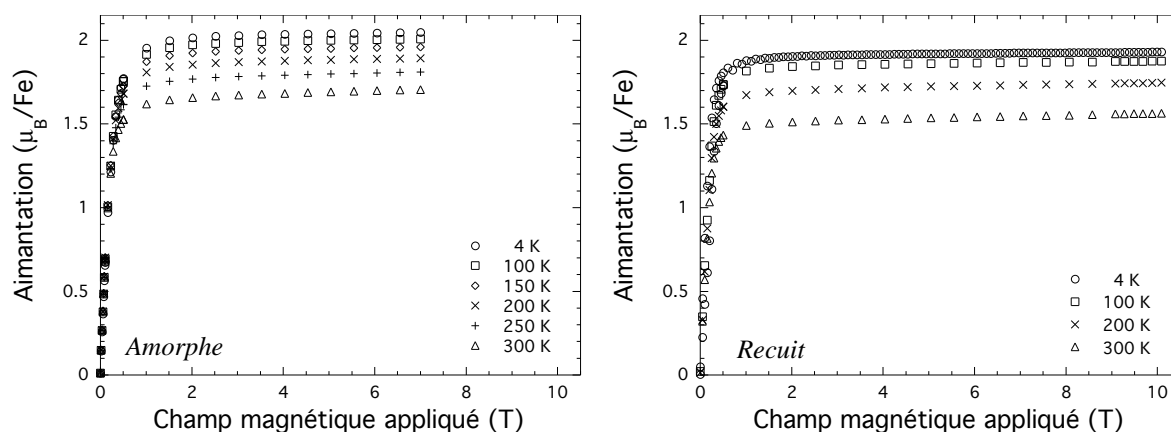 2
1.5
1
0.5
0
Aimantation (μB/Fe)
0 2 4 6 8 10
Champ magnétique appliqué (T)
4 K
100 K
150 K
200 K
250 K
300 K
Amorphe
2
1.5
1
0.5
0
Aimantation (μB/Fe)
0 2 4 6 8 10
Champ magnétique appliqué (T)
4 K
100 K
200 K
300 K
Recuit